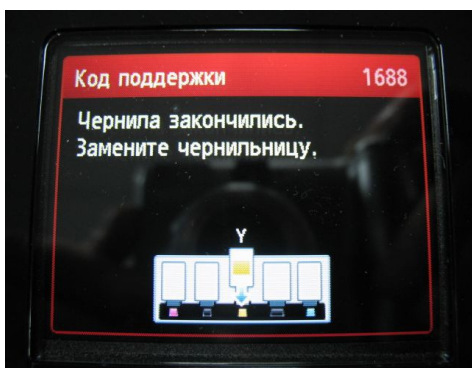 Код поддержки 1688
Чернила закончились.
Замените чернильницу.
Y